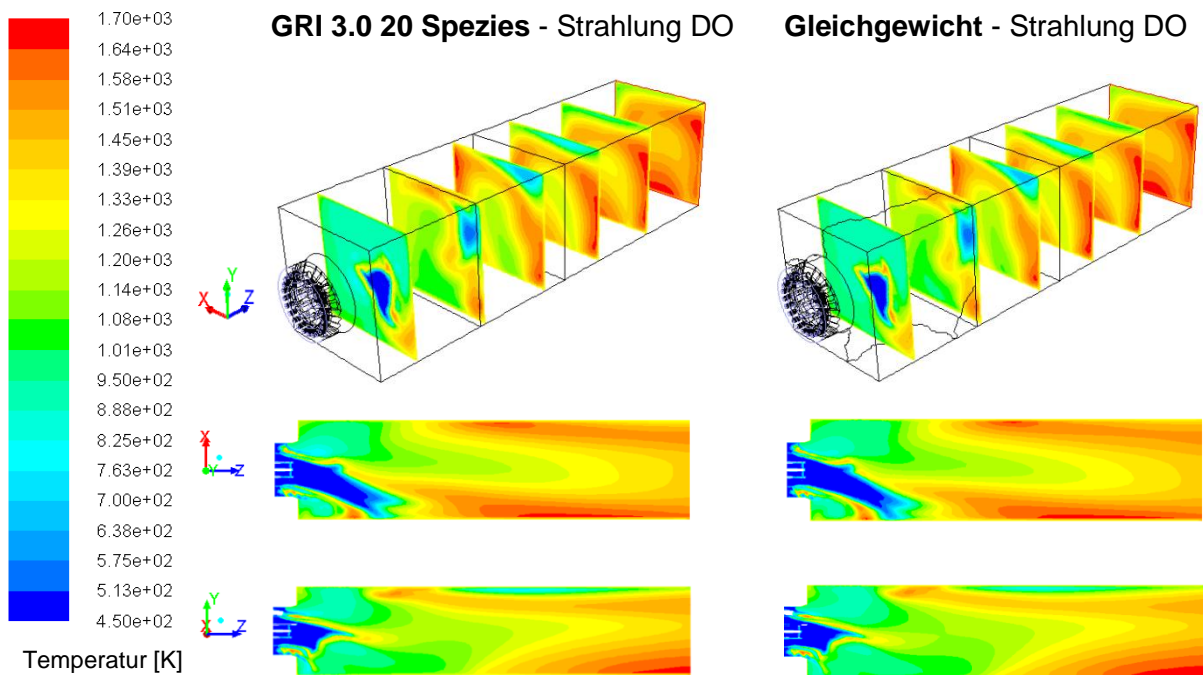 GRI 3.0 20 Spezies - Strahlung DO
Gleichgewicht - Strahlung DO
1.70e+03
1.64e+03
1.58e+03
1.51e+03
1.45e+03
1.39e+03
1.33e+03
1.26e+03
1.20e+03
1.14e+03
1.08e+03
1.01e+03
9.50e+02
8.88e+02
8.25e+02
7.63e+02
7.00e+02
6.38e+02
5.75e+02
5.13e+02
4.50e+02
Temperatur [K]
Y
X
Z
X
Y
Z
Y
X
Z